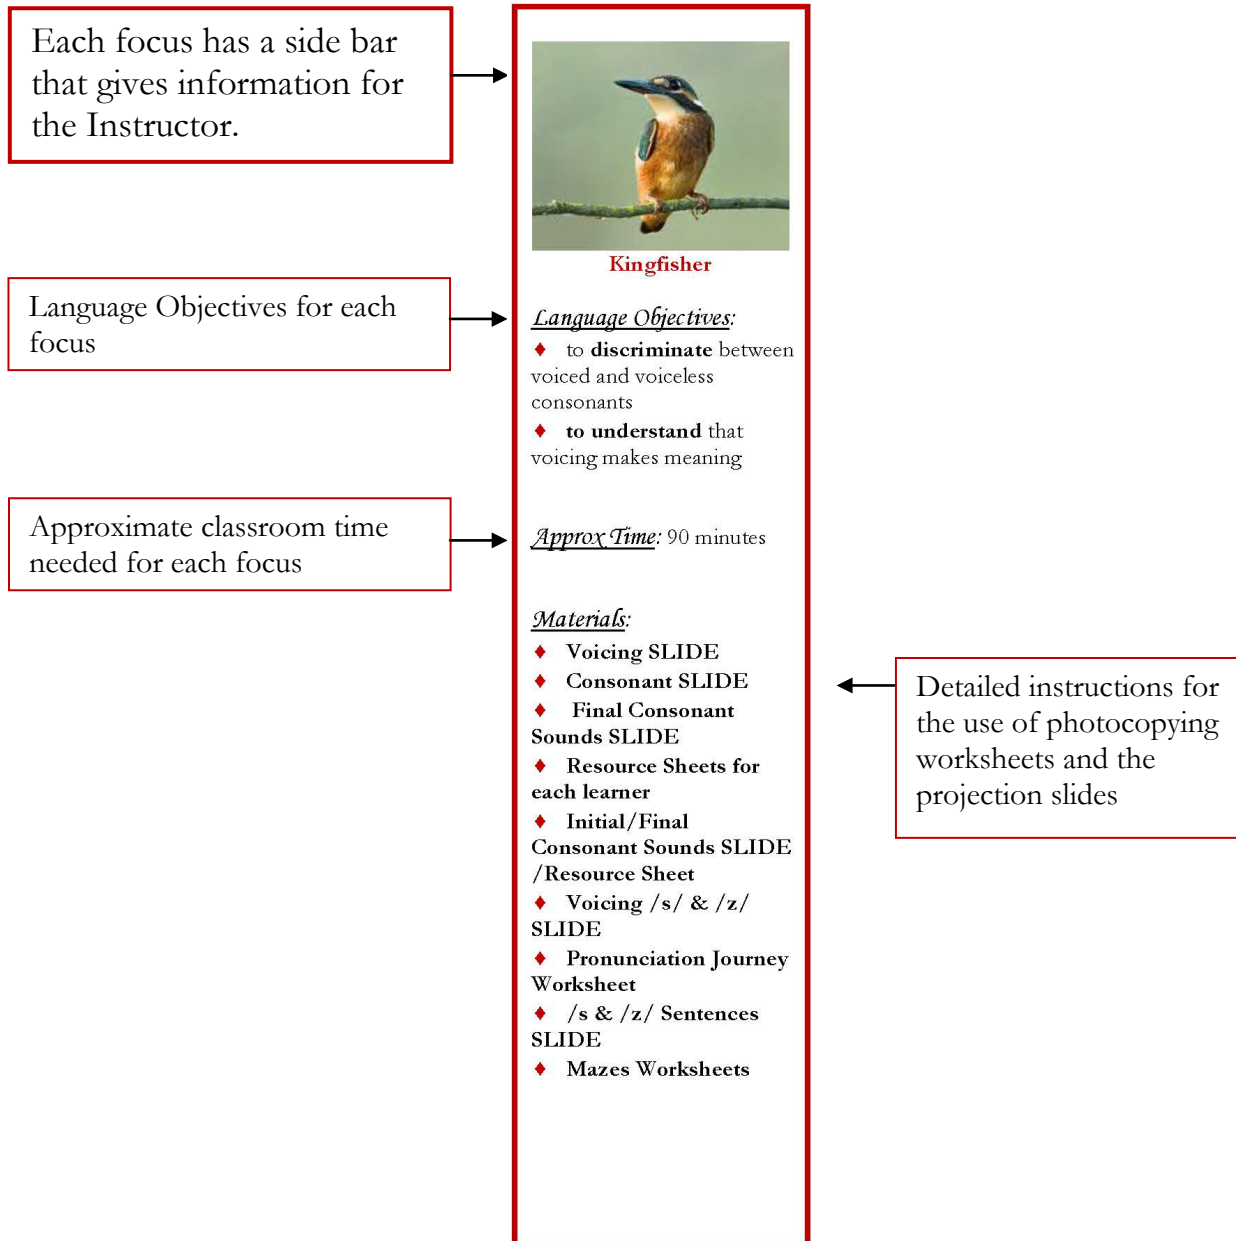 Each focus has a side bar
that gives information for
the Instructor.
Kingfisher
Language Objectives for each
focus
Language Objectives:
♦ to discriminate between
voiced and voiceless
consonants
♦ to understand that
voicing makes meaning
Approximate classroom time
needed for each focus
Approx Time: 90 minutes
Materials:
♦ Voicing SLIDE
♦ Consonant SLIDE
♦ Final Consonant
Sounds SLIDE
♦ Resource Sheets for
each learner
♦ Initial/Final
Consonant Sounds SLIDE
/Resource Sheet
♦ Voicing /s/ & /z/
SLIDE
♦ Pronunciation Journey
Worksheet
♦ /s & /z/ Sentences
SLIDE
♦ Mazes Worksheets
Detailed instructions for
the use of photocopying
worksheets and the
projection slides